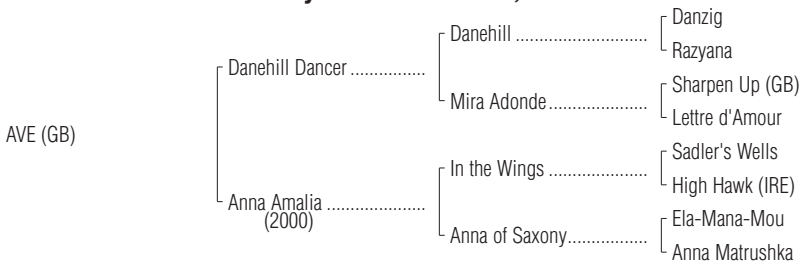 Danzig
Danehill ...........................
Razyana
Danehill Dancer ................
Sharpen Up (GB)
Mira Adonde....................
Lettre d'Amour
AVE (GB)
Sadler's Wells
In the Wings ....................
High Hawk (IRE)
Anna Amalia .....................
(2000)
Ela-Mana-Mou
Anna of Saxony.................
Anna Matrushka